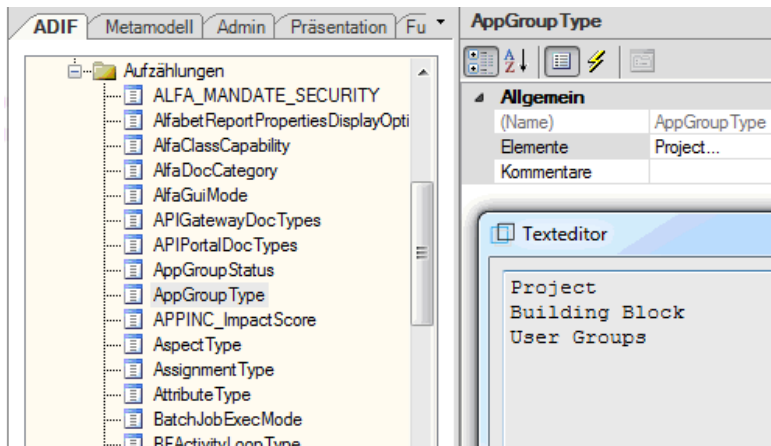 ADIF Metamodell Admin Präsentation Fu
Aufzählungen
ALFA_MANDATE_SECURITY
AlfabetReportPropertiesDisplayOpti
AlfaClassCapability
AlfaDocCategory
AlfaGuiMode
APIGatewayDocTypes
APIPortalDocTypes
AppGroupStatus
AppGroupType
APPINC_ImpactScore
AspectType
AssignmentType
AttributeType
BatchJobExecMode
BFActivityLoopType
AppGroupType
Allgemein
(Name) AppGroupType
Elemente Project...
Kommentare
Texteditor
Project
Building Block
User Groups